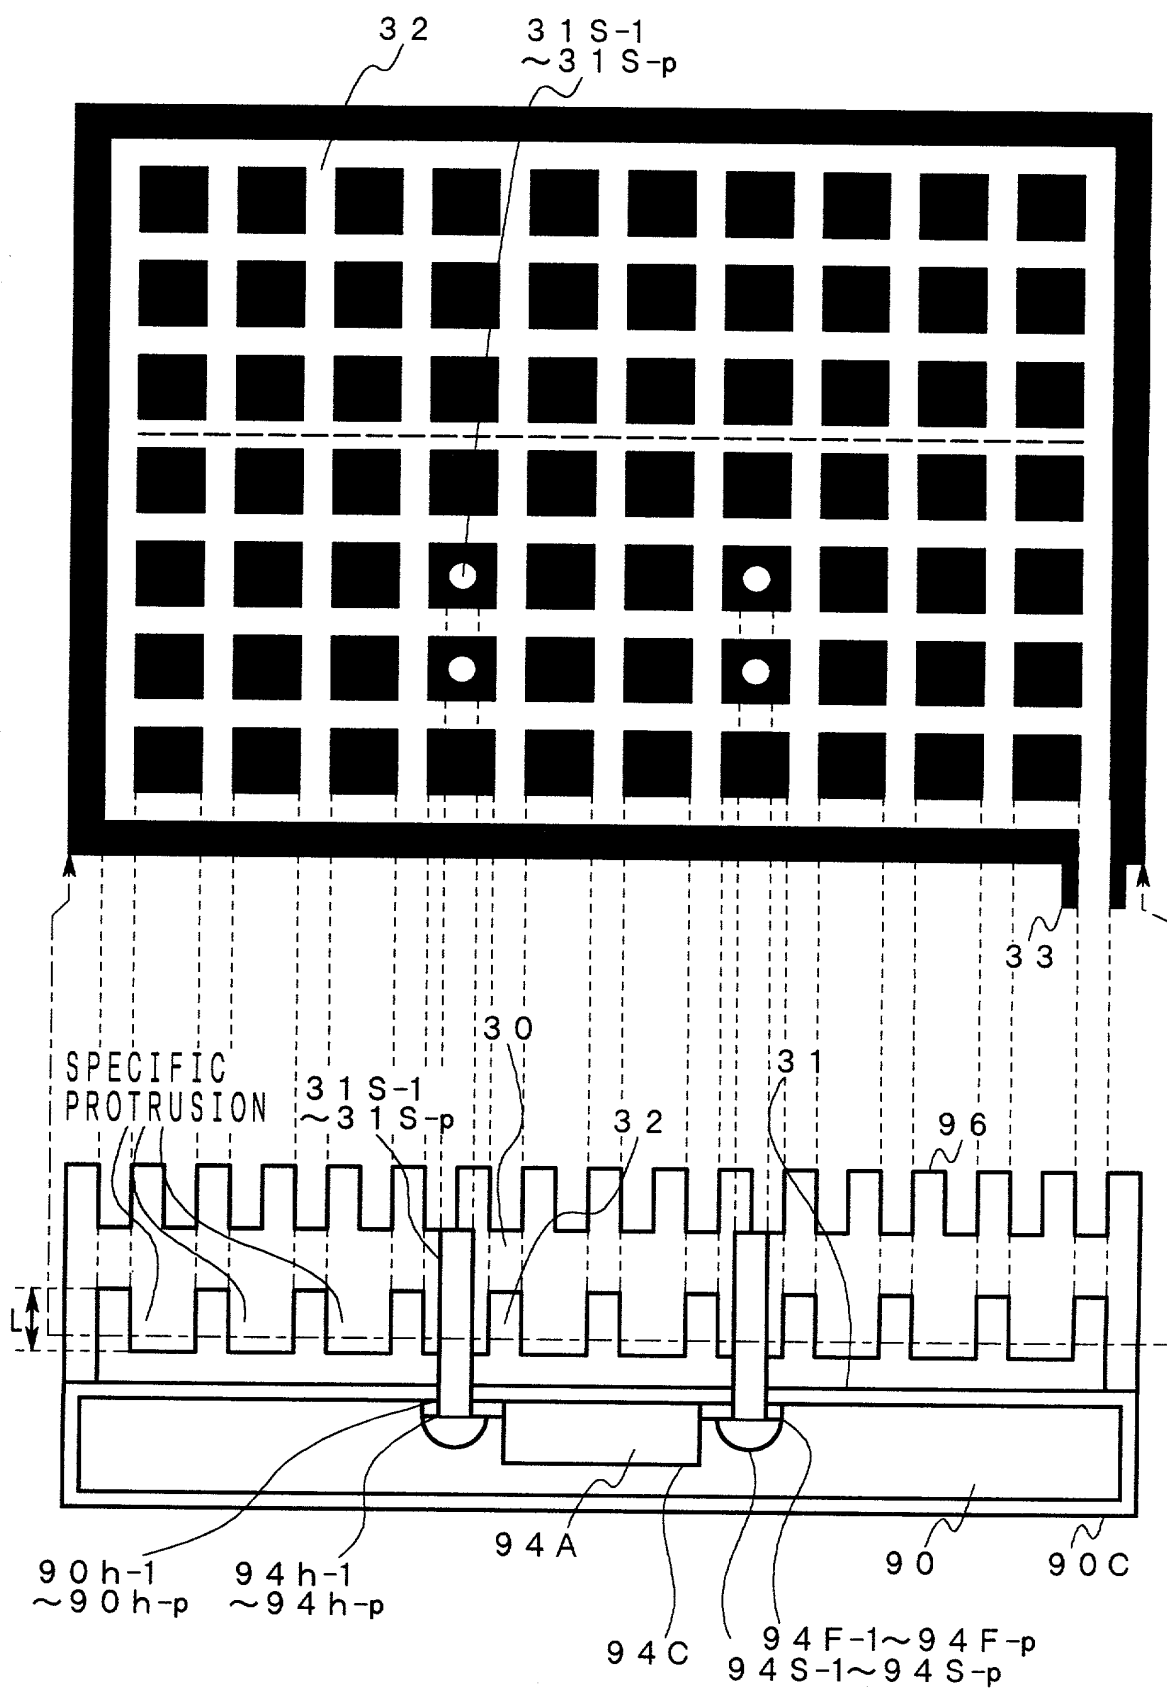 32
31S-1
~31S-p
33
30
SPECIFIC
PROTRUSION
31S-1
~31S-p
31
32
96
L
94A
90
90C
90h-1
~90h-p
94h-1
~94h-p
94C
94F-1~94F-p
94S-1~94S-p